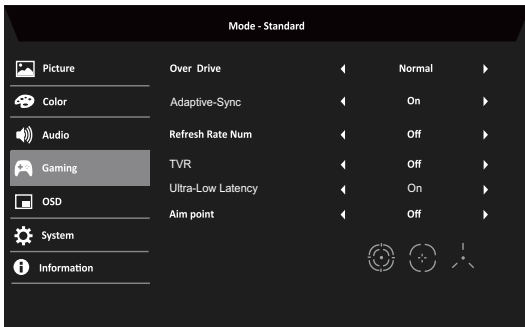 Mode - Standard
Picture
Over Drive Normal
Color
Adaptive-Sync On
Audio
Refresh Rate Num Off
Gaming
TVR Off
Ultra-Low Latency On
OSD
Aim point Off
System
Information